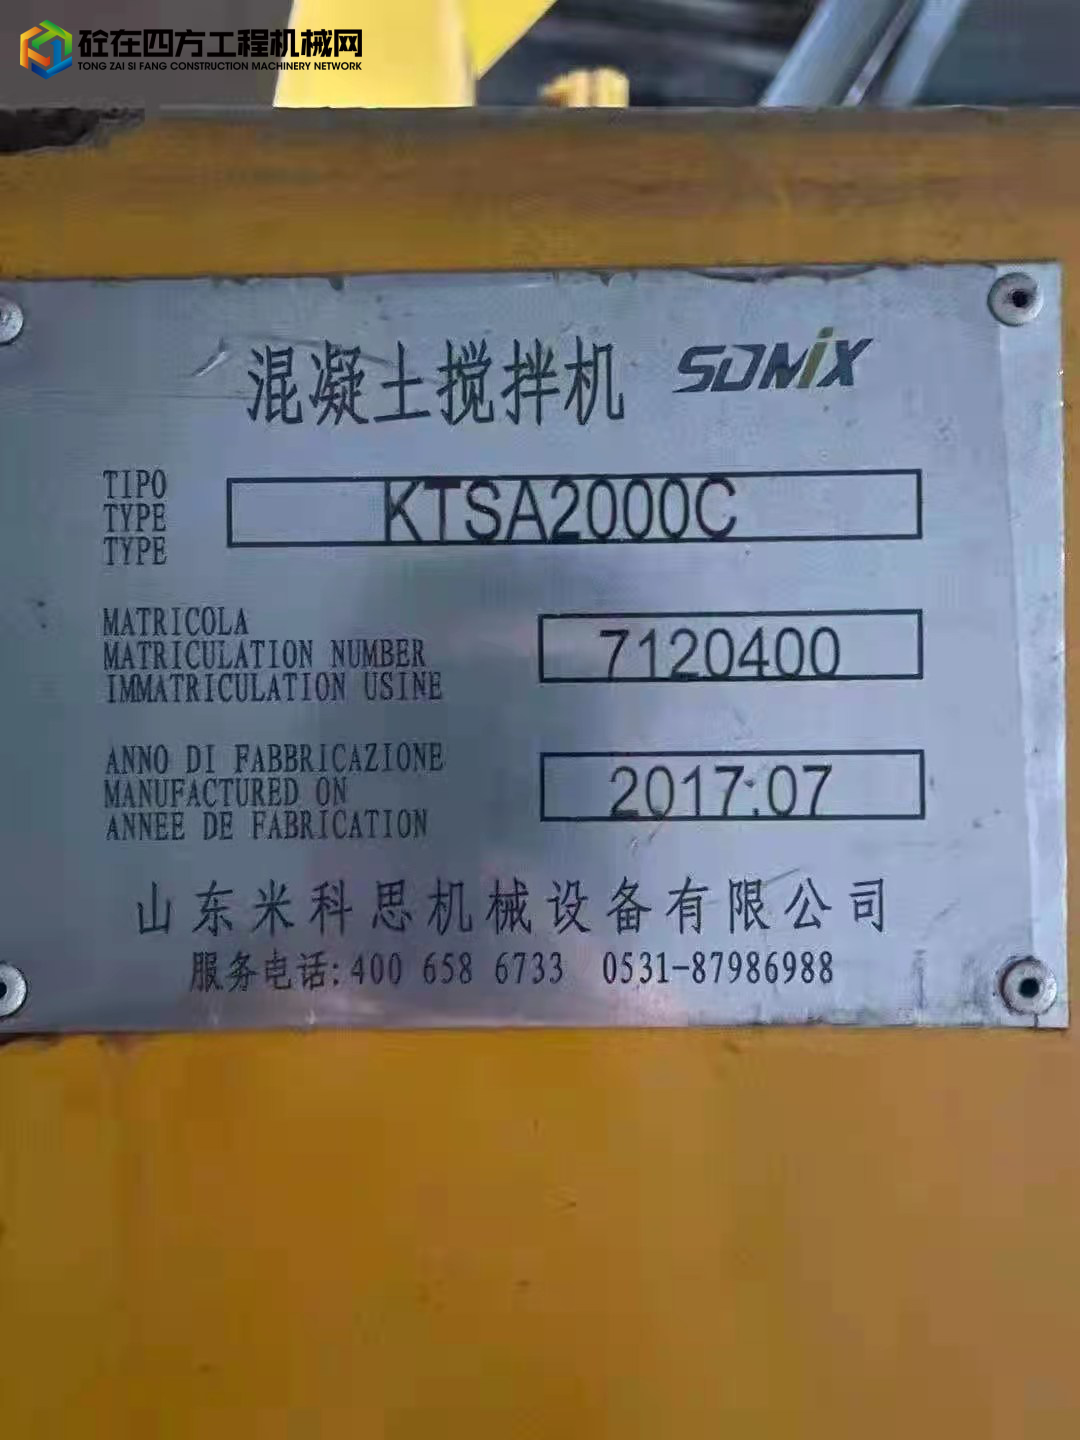 砼在四方工程机械网
TONG ZAI SI FANG CONSTRUCTION MACHINERY NETWORK
混凝土搅拌机 SDMiX
TIPO
TYPE
TYPE
KTSA2000C
MATRICOLA
MATRICULATION NUMBER
IMMATRICULATION USINE
7120400
ANNO DI FABBRICAZIONE
MANUFACTURED ON
ANNEE DE FABRICATION
2017.07
山东米科思机械设备有限公司
服务电话:400 658 6733 0531-87986988